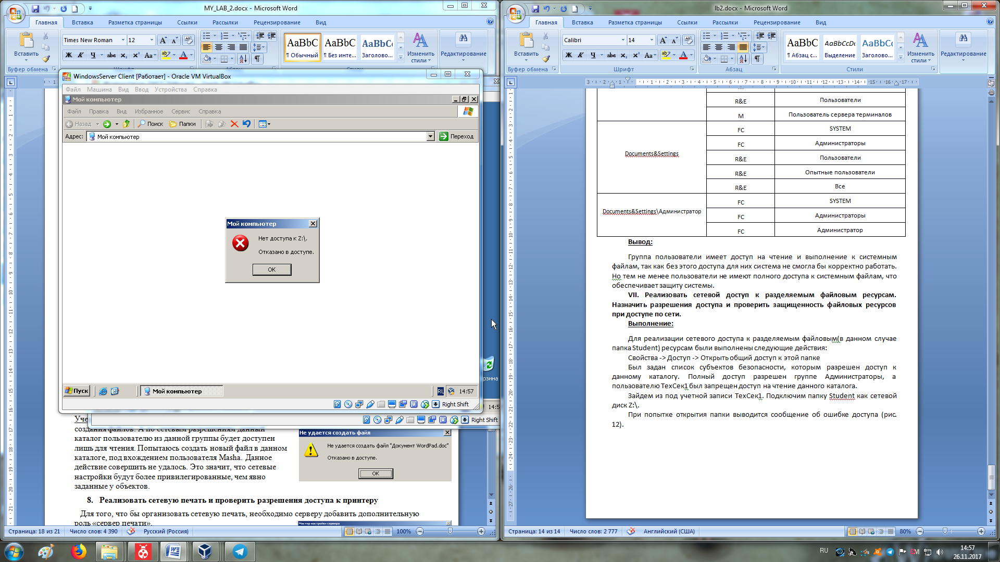 MY_LAB_2.docx - Microsoft Word
Главная Вставка Разметка страницы Ссылки Рассылки Рецензирование Вид
Вставить
Times New Roman 12
Ж К Ч abc x₂ x² Aa
AaBbC AaBbC AaBbC
¶ Обычный ¶ Без инте... Заголово...
Изменить стили
Редактирование
Буфер обмена
WindowsServer Client [Работает] - Oracle VM VirtualBox
Файл Машина Вид Ввод Устройства Справка
Мой компьютер
Файл Правка Вид Избранное Сервис Справка
Назад Поиск Папки
Адрес: Мой компьютер Переход
Мой компьютер
Нет доступа к Z:\.
Отказано в доступе.
OK
Пуск Мой компьютер RU 14:57
Right Shift
Right Shift
создания файлов. А по сетевым разрешениям данный
каталог пользователю из данной группы будет доступен
лишь для чтения. Попытаюсь создать новый файл в данном
каталоге, под вхождением пользователя Masha. Данное
действие совершить не удалось. Это значит, что сетевые
настройки будут более привилегированные, чем явно
заданные у объектов.
Не удается создать файл
Не удается создать файл "Документ WordPad.doc"
Отказано в доступе.
OK
8. Реализовать сетевую печать и проверить разрешения доступа к принтеру
Для того, что бы организовать сетевую печать, необходимо серверу добавить дополнительную
роль «сервер печати».
Мастер настройки сервера
Страница: 18 из 21 Число слов: 4 390 Русский (Россия) 100%
lb2.docx - Microsoft Word
Главная Вставка Разметка страницы Ссылки Рассылки Рецензирование Вид
Вставить
Calibri 14
Ж К Ч abc x₂ x² Aa
AaBbC AaBbCcDc AaBbC
¶ Абзац с... Выделение Заголово...
Изменить стили
Редактирование
Буфер обмена Шрифт Абзац Стили
R&E Пользователи
M Пользователь сервера терминалов
Documents&Settings
FC SYSTEM
FC Администраторы
R&E Пользователи
R&E Опытные пользователи
R&E Все
Documents&Settings\Администратор
FC SYSTEM
FC Администраторы
FC Администратор
Вывод:
Группа пользователи имеет доступ на чтение и выполнение к системным
файлам, так как без этого доступа для них система не смогла бы корректно работать.
Но тем не менее пользователи не имеют полного доступа к системным файлам, что
обеспечивает защиту системы.
VII. Реализовать сетевой доступ к разделяемым файловым ресурсам.
Назначить разрешения доступа и проверить защищенность файловых ресурсов
при доступе по сети.
Выполнение:
Для реализации сетевого доступа к разделяемым файловым(в данном случае
папка Student) ресурсам были выполнены следующие действия:
Свойства -> Доступ -> Открыть общий доступ к этой папке
Был задан список субъектов безопасности, которым разрешен доступ к
данному каталогу. Полный доступ разрешен группе Администраторы, а
пользователю ТехСек1 был запрещен доступ на чтение данного каталога.
Зайдем из под учетной записи ТехСек1. Подключим папку Student как сетевой
диск Z:\.
При попытке открытия папки выводится сообщение об ошибке доступа (рис.
12).
Страница: 14 из 14 Число слов: 2 777 Английский (США) 80%
RU 14:57
26.11.2017